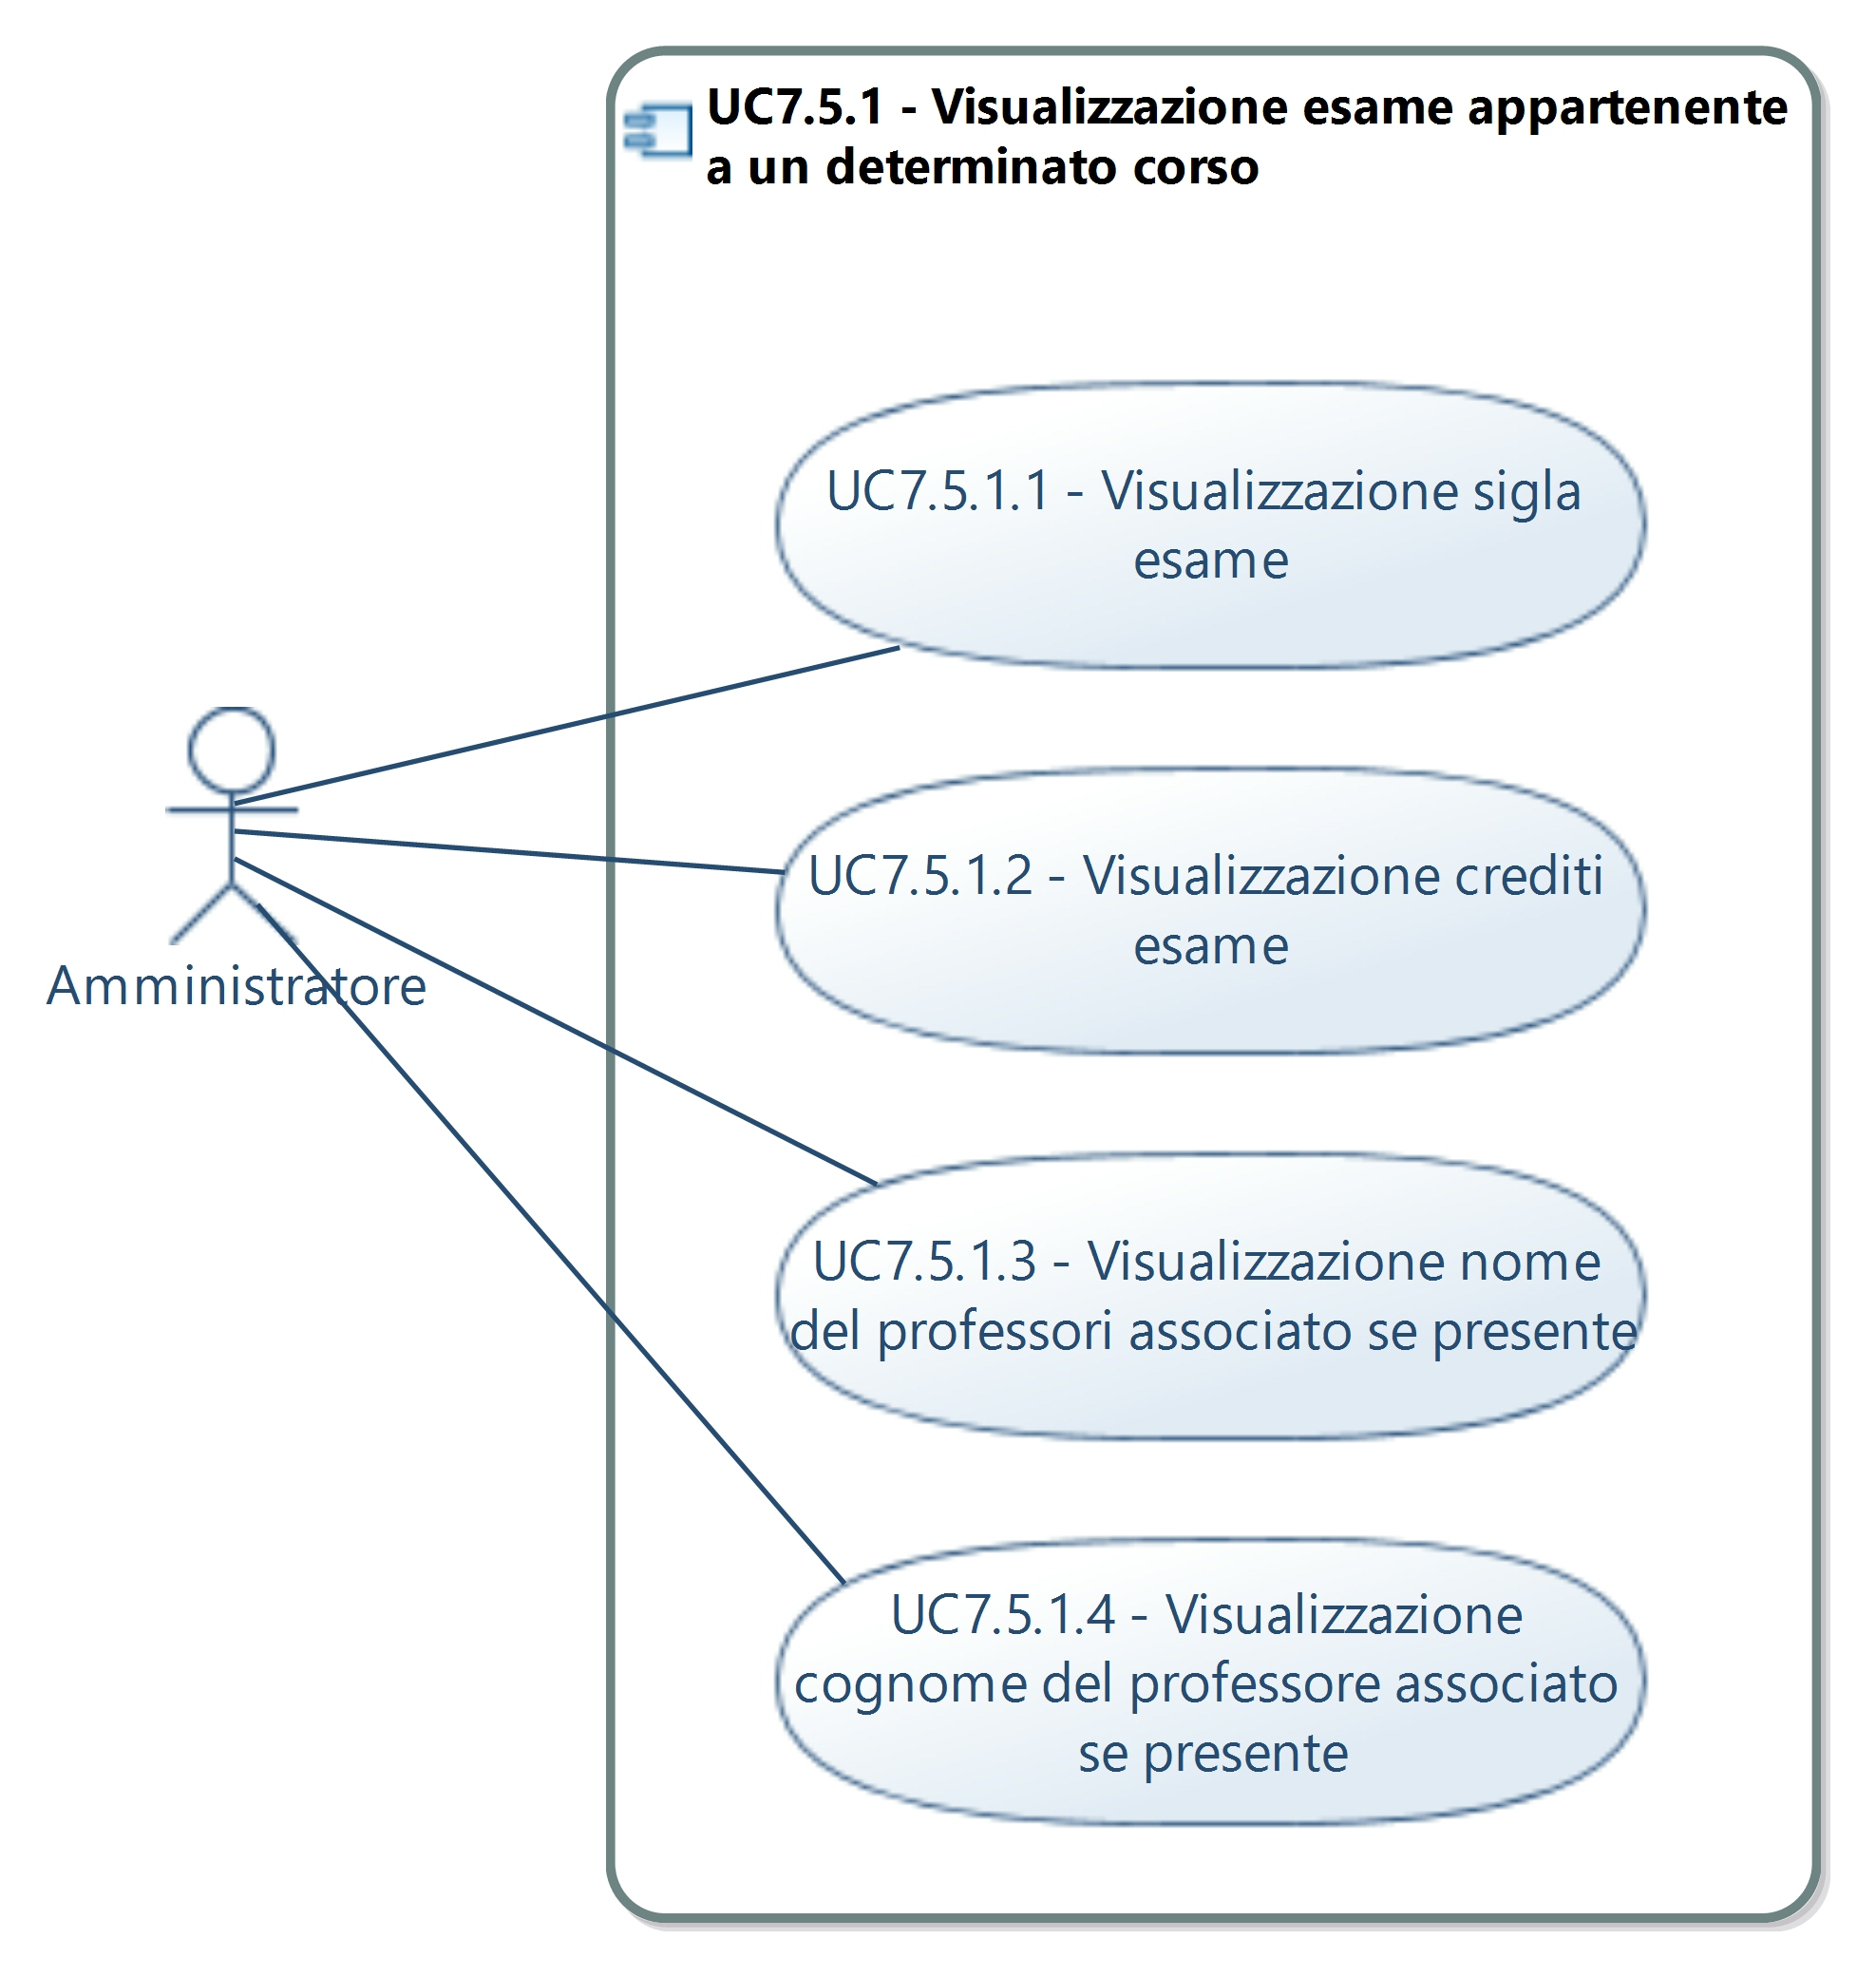 UC7.5.1 - Visualizzazione esame appartenente
a un determinato corso
UC7.5.1.1 - Visualizzazione sigla
esame
Amministratore
UC7.5.1.2 - Visualizzazione crediti
esame
UC7.5.1.3 - Visualizzazione nome
del professori associato se presente
UC7.5.1.4 - Visualizzazione
cognome del professore associato
se presente